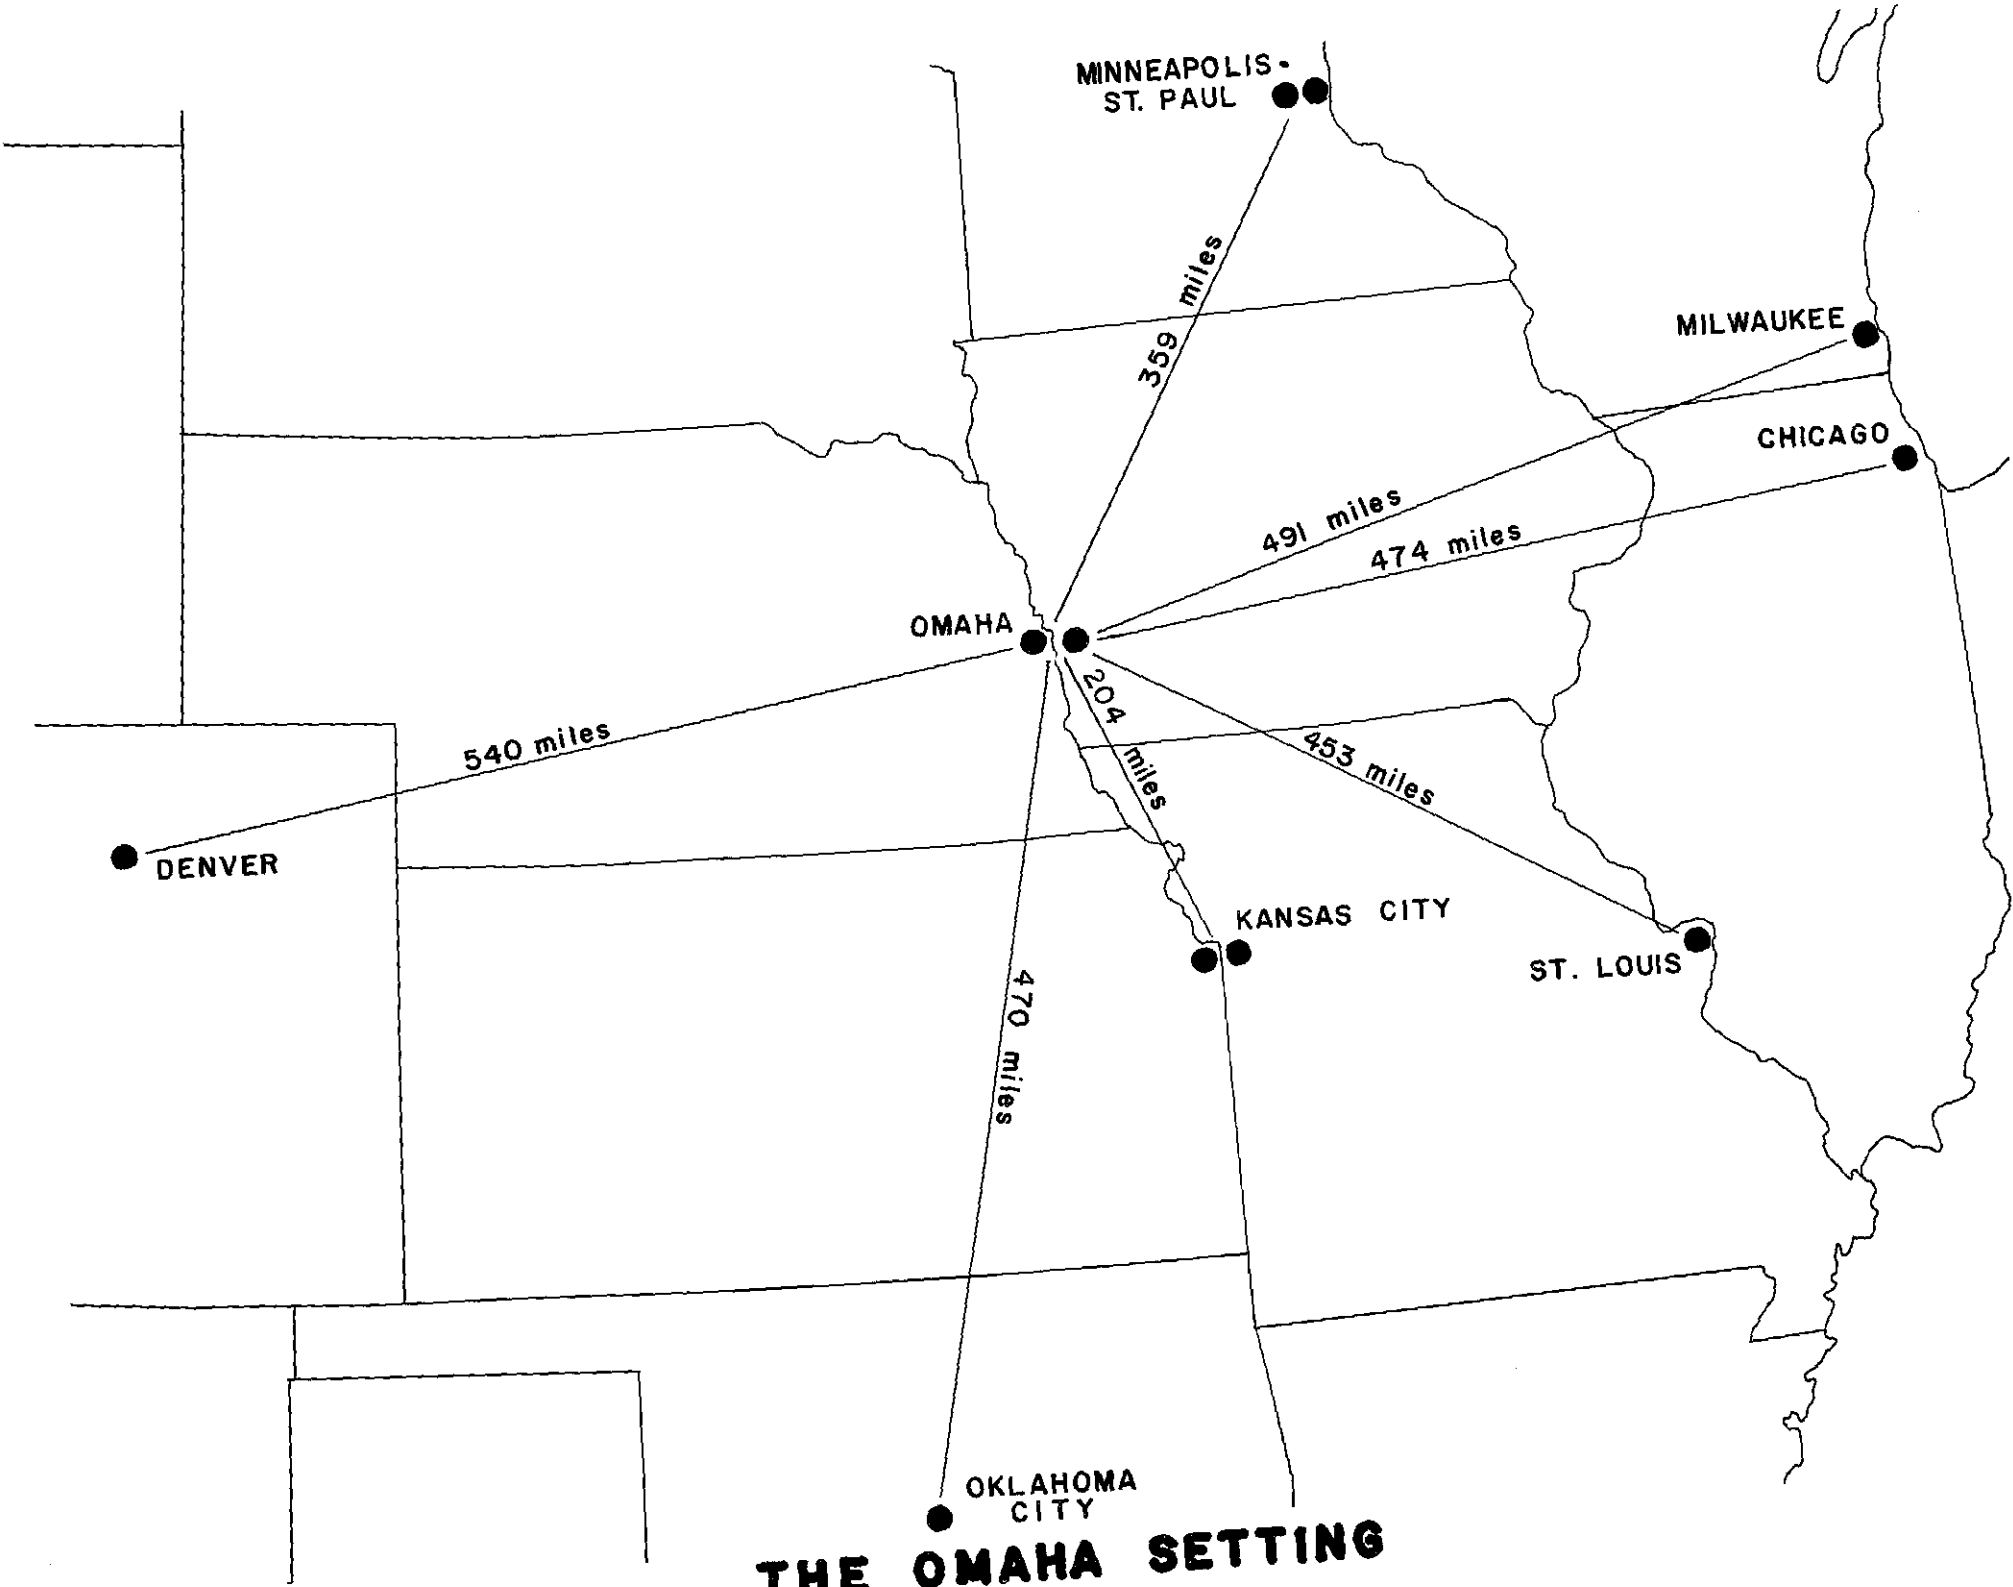 MINNEAPOLIS-
ST. PAUL
359 miles
MILWAUKEE
CHICAGO
491 miles
474 miles
OMAHA
204 miles
540 miles
453 miles
DENVER
KANSAS CITY
ST. LOUIS
470 miles
OKLAHOMA
CITY
THE OMAHA SETTING